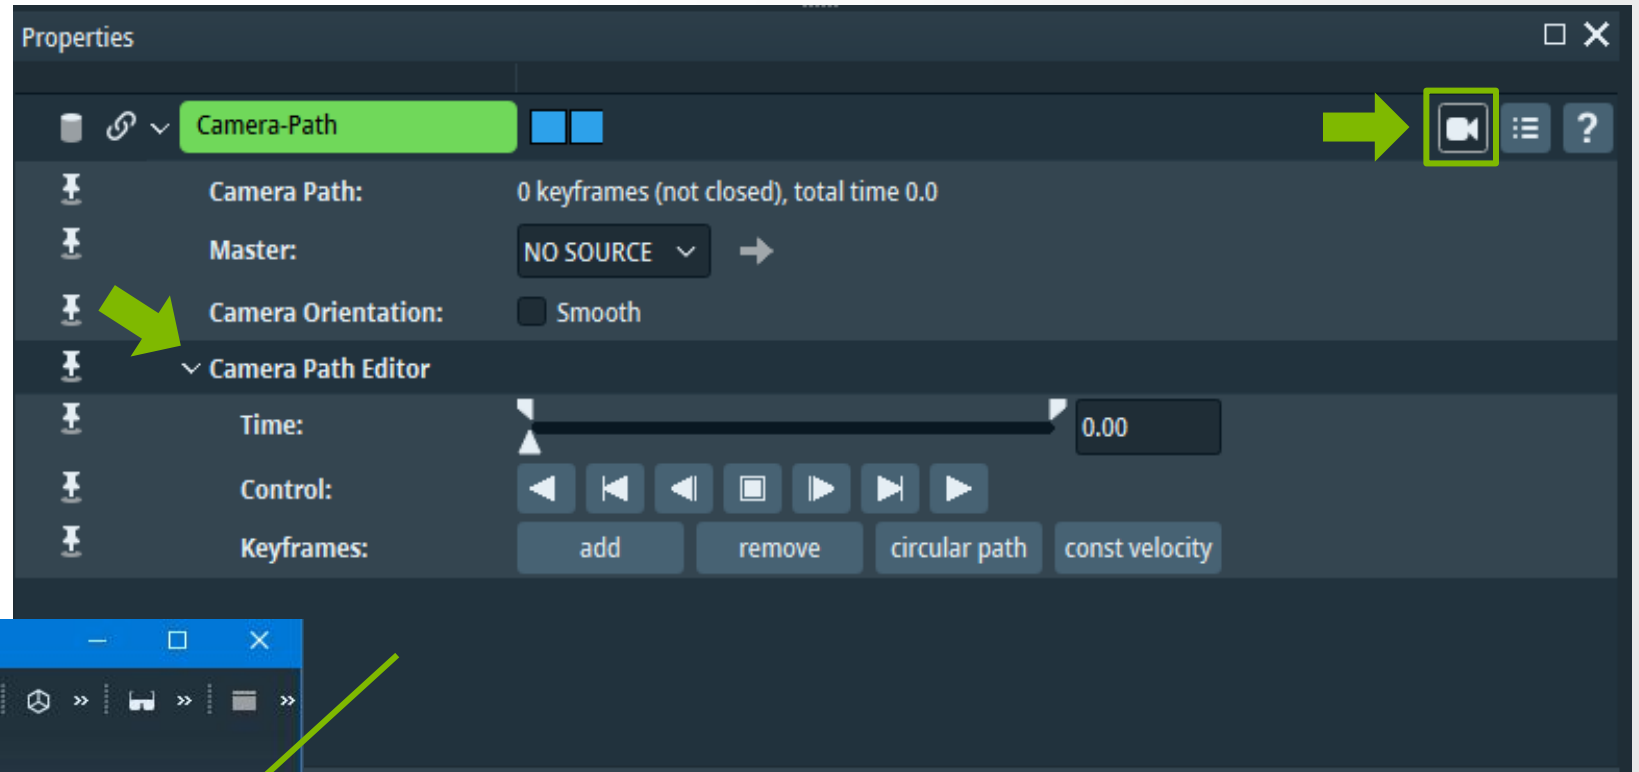 Properties
Camera-Path
?
Camera Path: 0 keyframes (not closed), total time 0.0
Master: NO SOURCE
Camera Orientation: Smooth
Camera Path Editor
Time: 0.00
Control:
Keyframes: add remove circular path const velocity